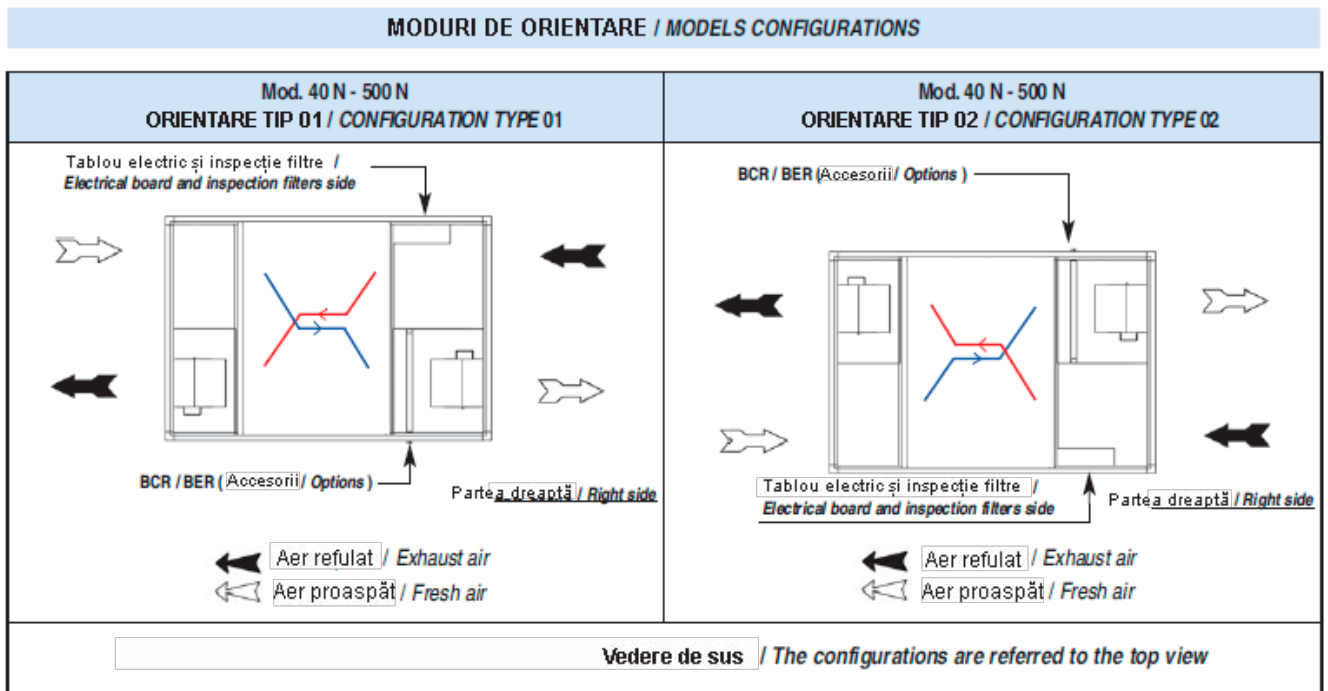 MODURI DE ORIENTARE / MODELS CONFIGURATIONS
Mod. 40 N - 500 N
ORIENTARE TIP 01 / CONFIGURATION TYPE 01
Tablou electric și inspecție filtre /
Electrical board and inspection filters side
BCR / BER ( Accesorii / Options )
Partea dreaptă / Right side
Aer refulat / Exhaust air
Aer proaspăt / Fresh air
Mod. 40 N - 500 N
ORIENTARE TIP 02 / CONFIGURATION TYPE 02
BCR / BER (Accesorii / Options )
Tablou electric și inspecție filtre /
Electrical board and inspection filters side
Partea dreaptă / Right side
Aer refulat / Exhaust air
Aer proaspăt / Fresh air
Vedere de sus / The configurations are referred to the top view